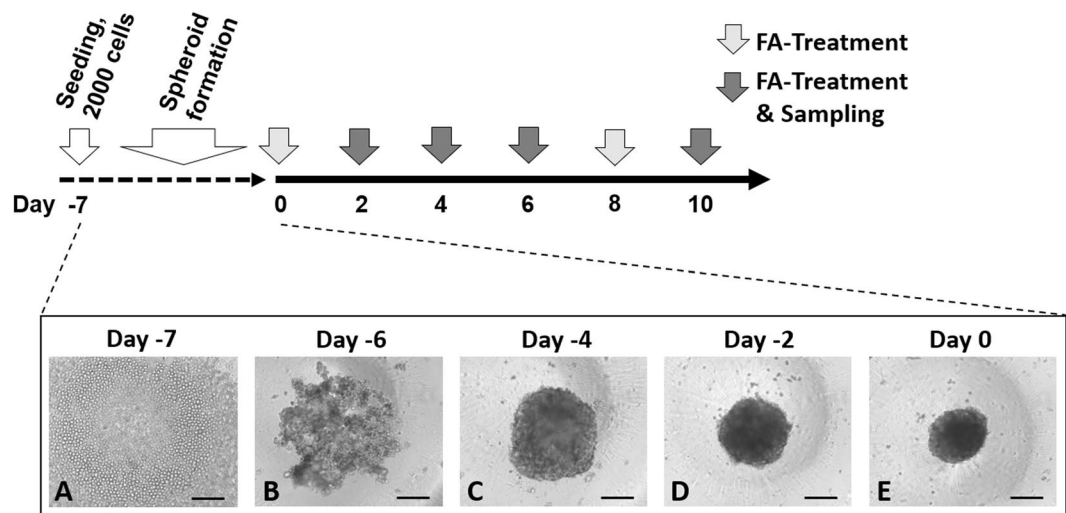 Seeding,
2000 cells
Spheroid
formation
FA-Treatment
FA-Treatment
& Sampling
Day -7 0 2 4 6 8 10
Day -7 Day -6 Day -4 Day -2 Day 0
A B C D E